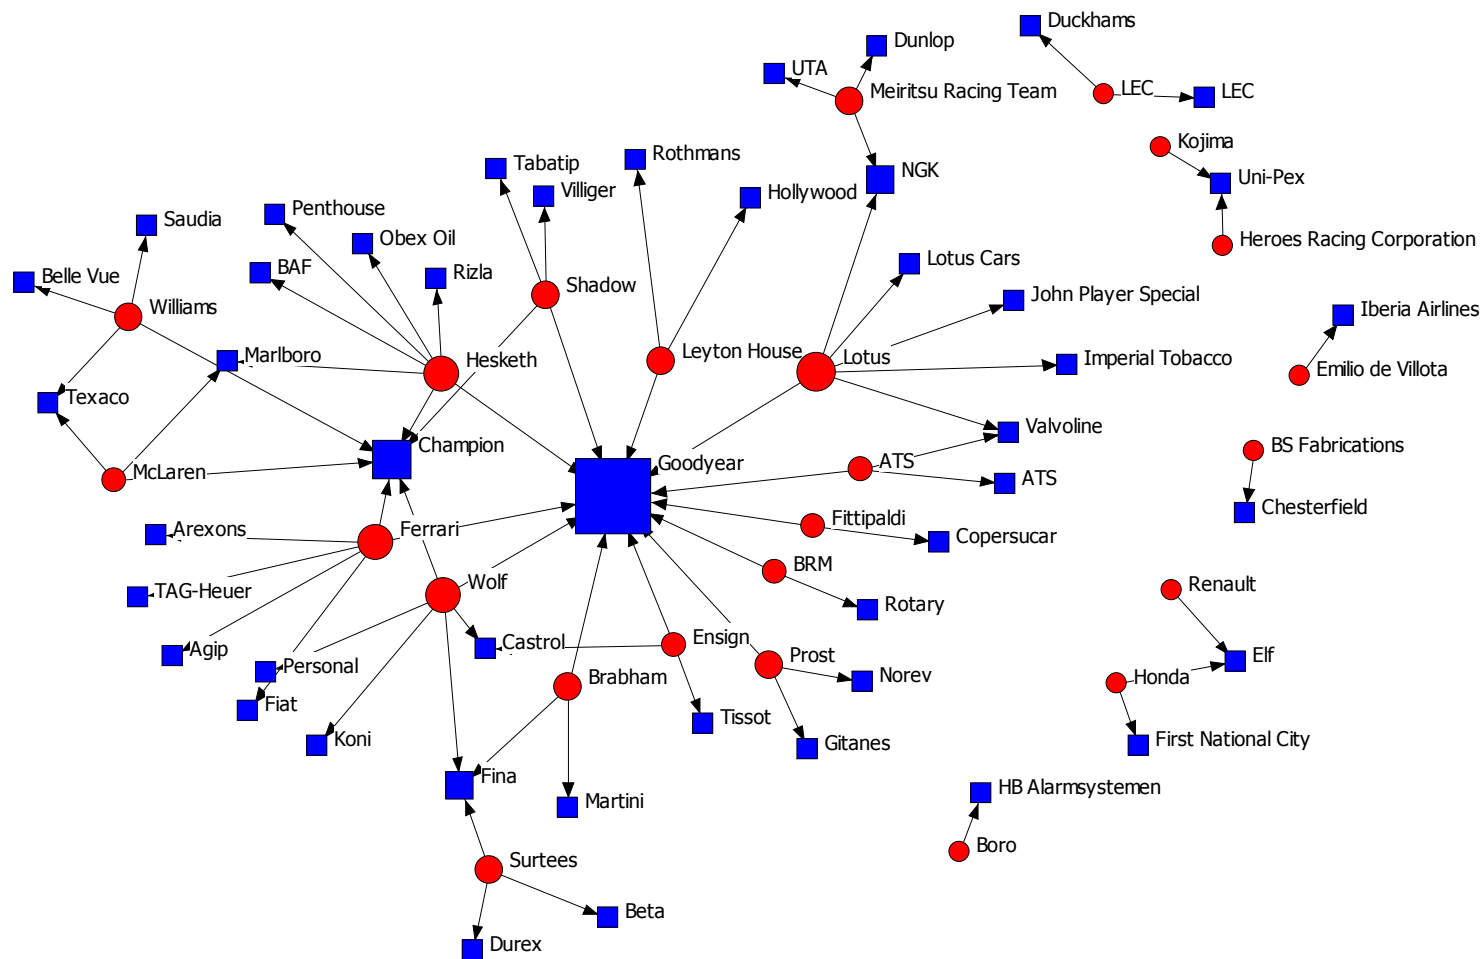 Duckhams
Dunlop
UTA
Meiritsu Racing Team
LEC
LEC
Kojima
Tabatip
Rothmans
NGK
Uni-Pex
Villiger
Hollywood
Penthouse
Saudia
Obex Oil
Heroes Racing Corporation
Belle Vue
BAF
Rizla
Shadow
Lotus Cars
John Player Special
Williams
Iberia Airlines
Marlboro
Hesketh
Leyton House
Lotus
Imperial Tobacco
Emilio de Villota
Texaco
Champion
Valvoline
BS Fabrications
McLaren
Goodyear
ATS
ATS
Chesterfield
Arexons
Ferrari
Fittipaldi
Copersucar
TAG-Heuer
Wolf
BRM
Renault
Rotary
Agip
Castrol
Ensign
Personal
Brabham
Prost
Elf
Norev
Honda
Fiat
Tissot
Koni
Gitanes
First National City
Fina
HB Alarmsystemen
Martini
Boro
Surtees
Beta
Durex